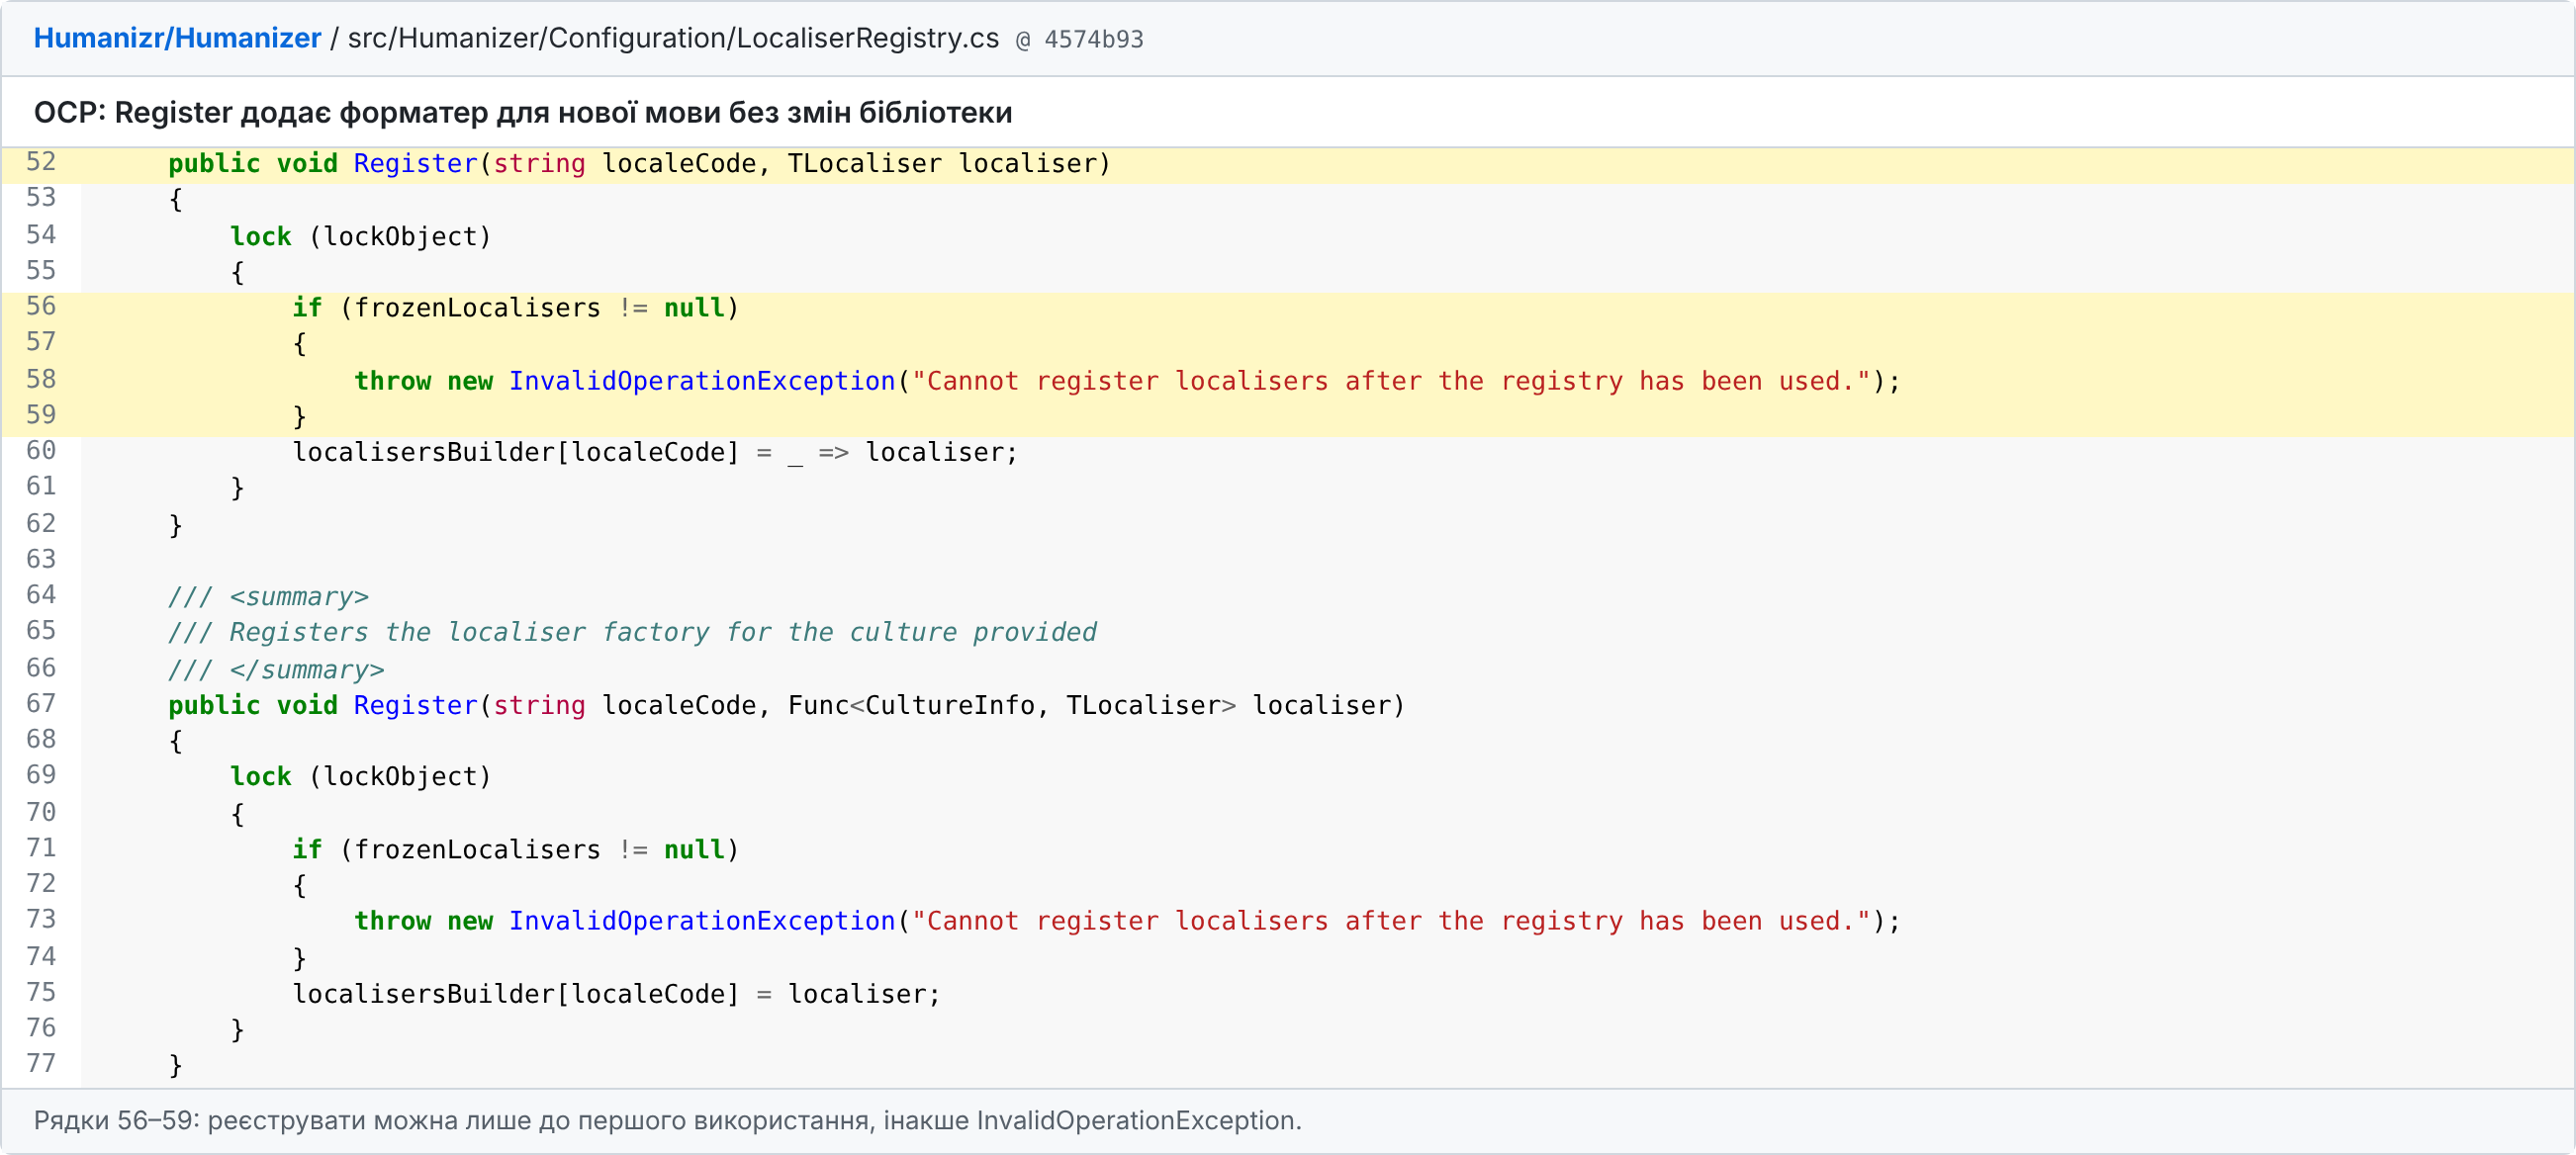 Humanizr/Humanizer / src/Humanizer/Configuration/LocaliserRegistry.cs @ 4574b93
OCP: Register додає форматер для нової мови без змін бібліотеки
52 public void Register(string localeCode, TLocaliser localiser)
53 {
54 lock (lockObject)
55 {
56 if (frozenLocalisers != null)
57 {
58 throw new InvalidOperationException("Cannot register localisers after the registry has been used.");
59 }
60 localisersBuilder[localeCode] = _ => localiser;
61 }
62 }
63
64 /// <summary>
65 /// Registers the localiser factory for the culture provided
66 /// </summary>
67 public void Register(string localeCode, Func<CultureInfo, TLocaliser> localiser)
68 {
69 lock (lockObject)
70 {
71 if (frozenLocalisers != null)
72 {
73 throw new InvalidOperationException("Cannot register localisers after the registry has been used.");
74 }
75 localisersBuilder[localeCode] = localiser;
76 }
77 }
Рядки 56–59: реєструвати можна лише до першого використання, інакше InvalidOperationException.